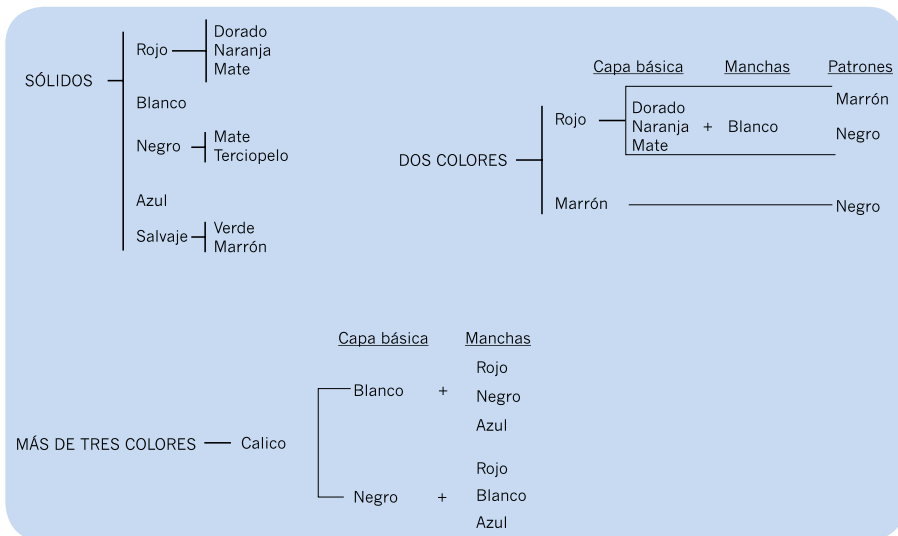 SÓLIDOS
Rojo
Dorado
Naranja
Mate
Blanco
Negro
Mate
Terciopelo
Azul
Salvaje
Verde
Marrón
DOS COLORES
Capa básica Manchas Patrones
Rojo
Dorado
Naranja + Blanco
Mate
Marrón
Negro
Marrón
Negro
MÁS DE TRES COLORES
Calico
Capa básica Manchas
Blanco +
Rojo
Negro
Azul
Negro +
Rojo
Blanco
Azul